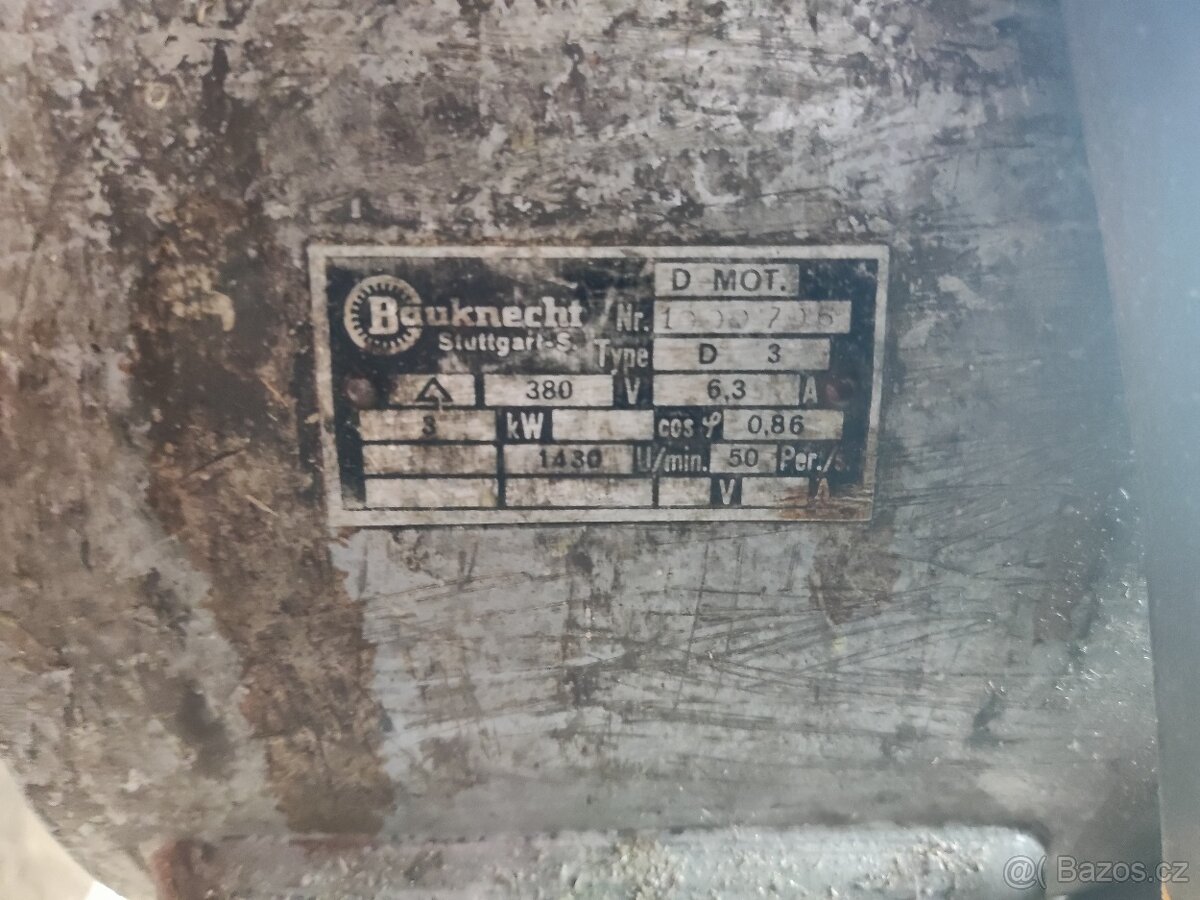 D MOT.
Bauknecht Nr.
Stuttgart-S. Type D 3
△ 380 V 6,3 A
3 kW cos φ 0,86
1430 U/min. 50 Per./s.
V A
@( Bazos.cz